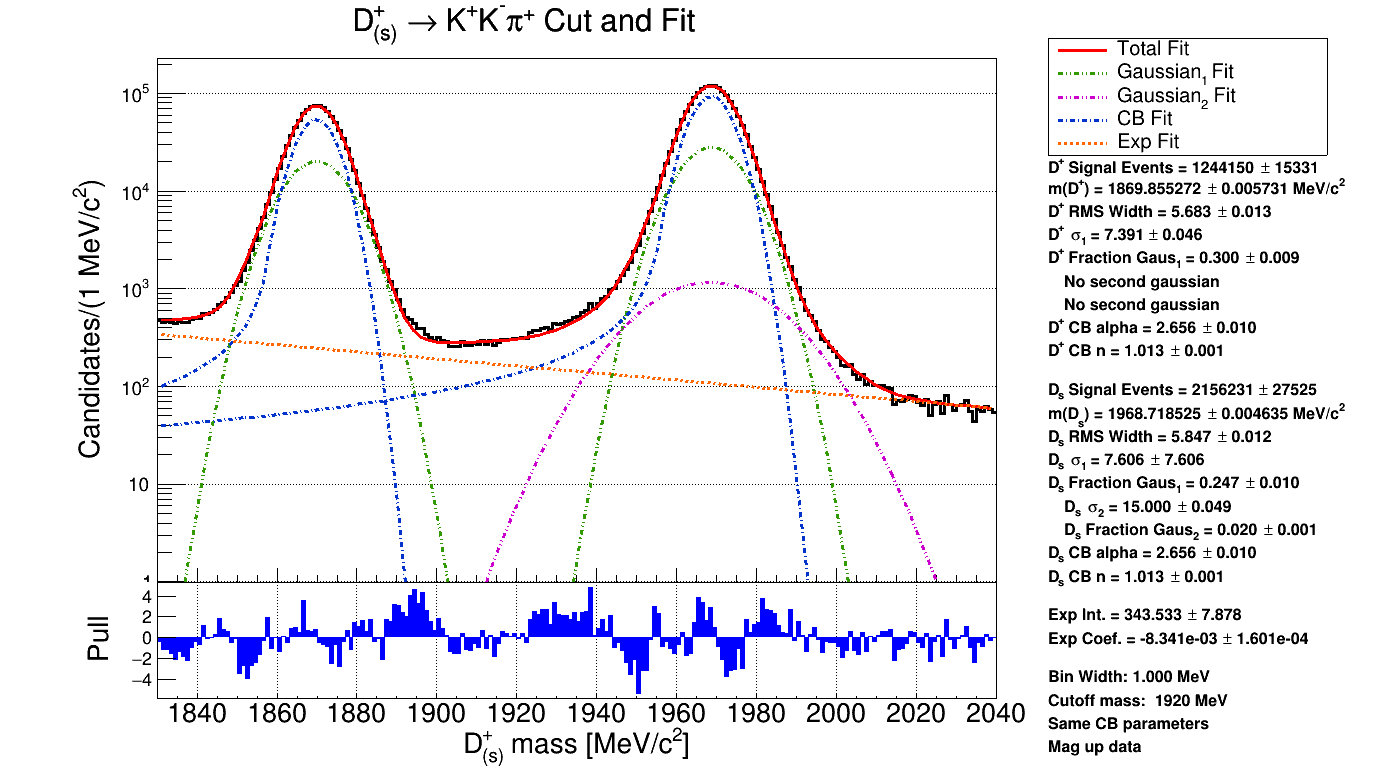 D⁺₍ₛ₎ → K⁺K⁻π⁺ Cut and Fit
Candidates/(1 MeV/c²)
10⁵
10⁴
10³
10²
10
1
Pull
4
2
0
−2
−4
1840 1860 1880 1900 1920 1940 1960 1980 2000 2020 2040
D⁺₍ₛ₎ mass [MeV/c²]
Total Fit
Gaussian₁ Fit
Gaussian₂ Fit
CB Fit
Exp Fit
D⁺ Signal Events = 1244150 ± 15331
m(D⁺) = 1869.855272 ± 0.005731 MeV/c²
D⁺ RMS Width = 5.683 ± 0.013
D⁺ σ₁ = 7.391 ± 0.046
D⁺ Fraction Gaus₁ = 0.300 ± 0.009
No second gaussian
No second gaussian
D⁺ CB alpha = 2.656 ± 0.010
D⁺ CB n = 1.013 ± 0.001
Dₛ Signal Events = 2156231 ± 27525
m(Dₛ) = 1968.718525 ± 0.004635 MeV/c²
Dₛ RMS Width = 5.847 ± 0.012
Dₛ σ₁ = 7.606 ± 7.606
Dₛ Fraction Gaus₁ = 0.247 ± 0.010
Dₛ σ₂ = 15.000 ± 0.049
Dₛ Fraction Gaus₂ = 0.020 ± 0.001
Dₛ CB alpha = 2.656 ± 0.010
Dₛ CB n = 1.013 ± 0.001
Exp Int. = 343.533 ± 7.878
Exp Coef. = -8.341e-03 ± 1.601e-04
Bin Width: 1.000 MeV
Cutoff mass: 1920 MeV
Same CB parameters
Mag up data